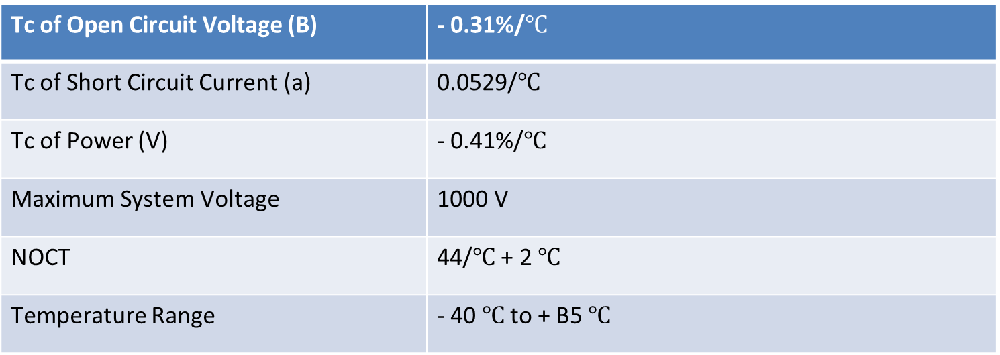 Tc of Open Circuit Voltage (B) - 0.31%/℃
Tc of Short Circuit Current (a) 0.0529/℃
Tc of Power (V) - 0.41%/℃
Maximum System Voltage 1000 V
NOCT 44/℃ + 2 ℃
Temperature Range - 40 ℃ to + B5 ℃